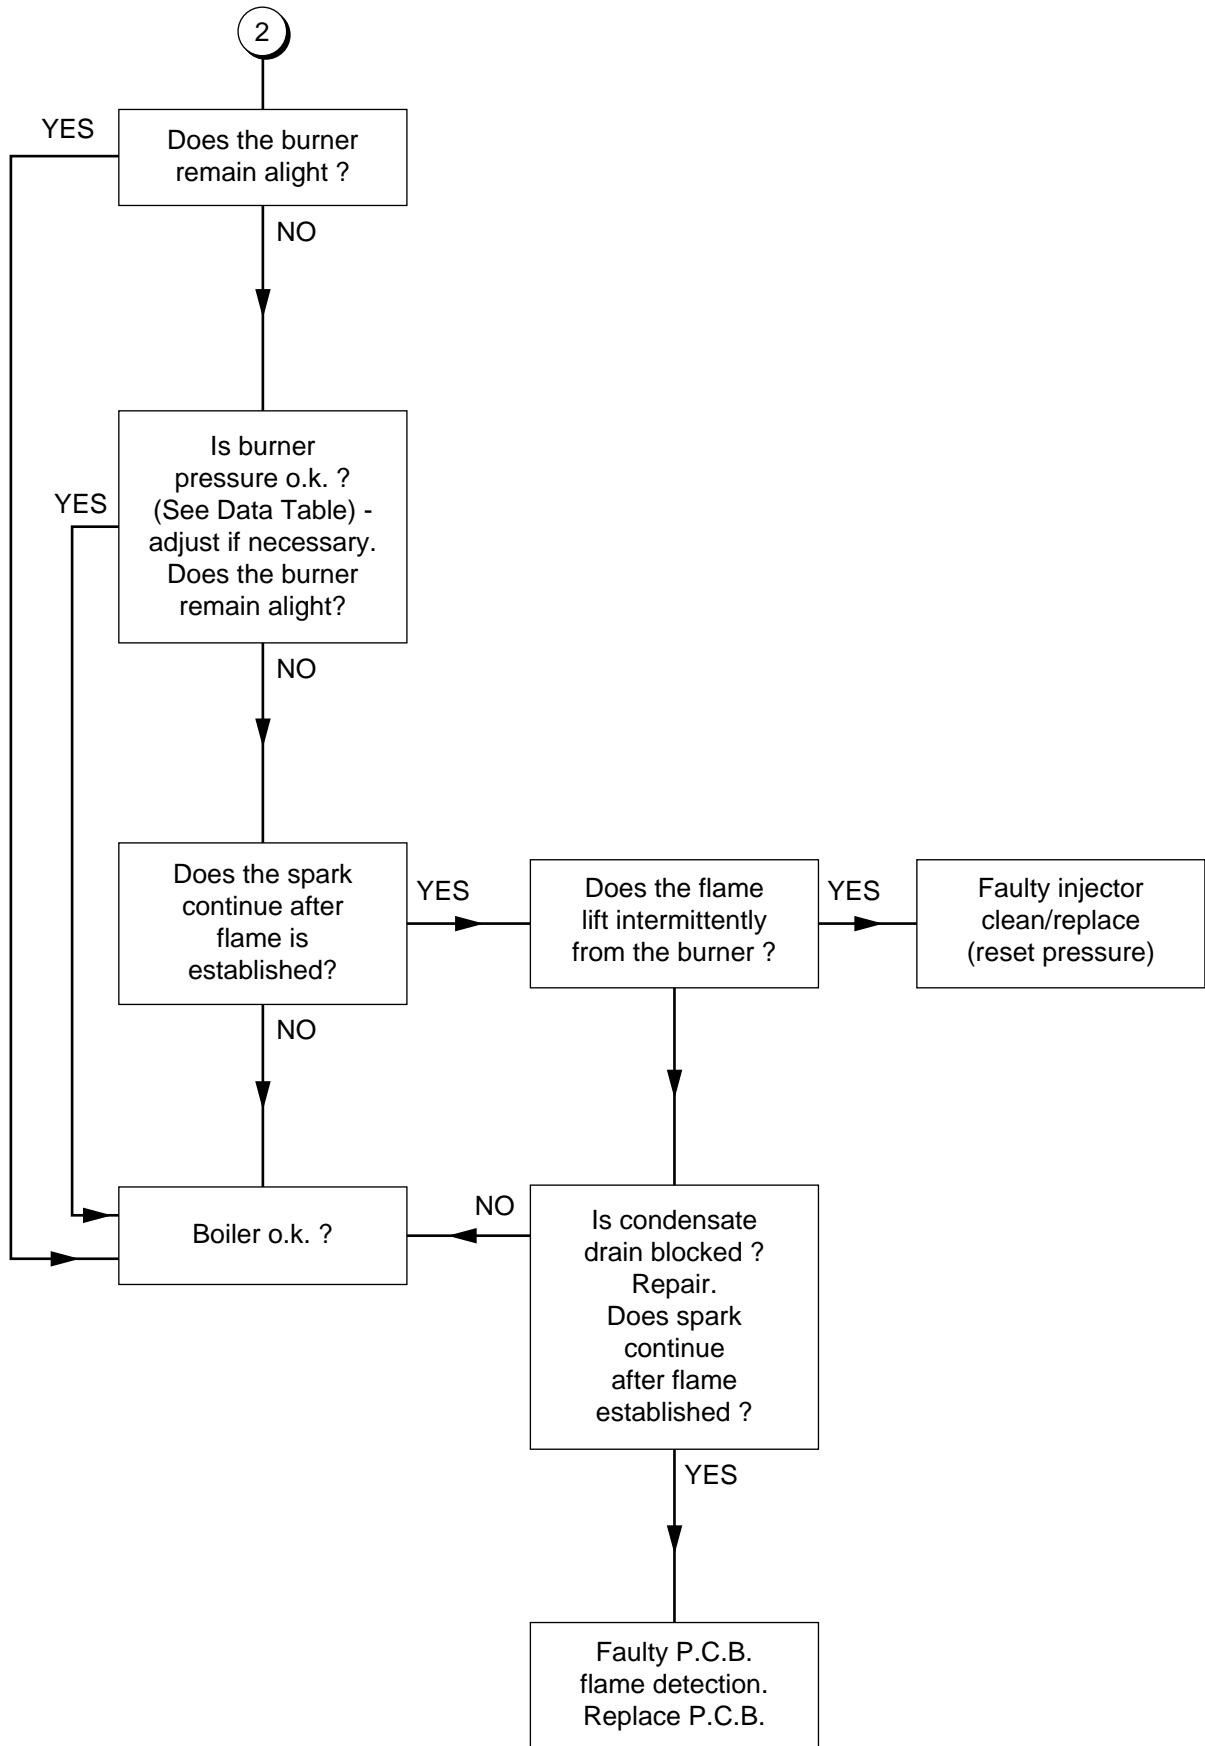 2
YES
Does the burner
remain alight ?
NO
Is burner
pressure o.k. ?
(See Data Table) -
adjust if necessary.
Does the burner
remain alight?
YES
NO
Does the spark
continue after
flame is
established?
YES
Does the flame
lift intermittently
from the burner ?
YES
Faulty injector
clean/replace
(reset pressure)
NO
Boiler o.k. ?
NO
Is condensate
drain blocked ?
Repair.
Does spark
continue
after flame
established ?
YES
Faulty P.C.B.
flame detection.
Replace P.C.B.